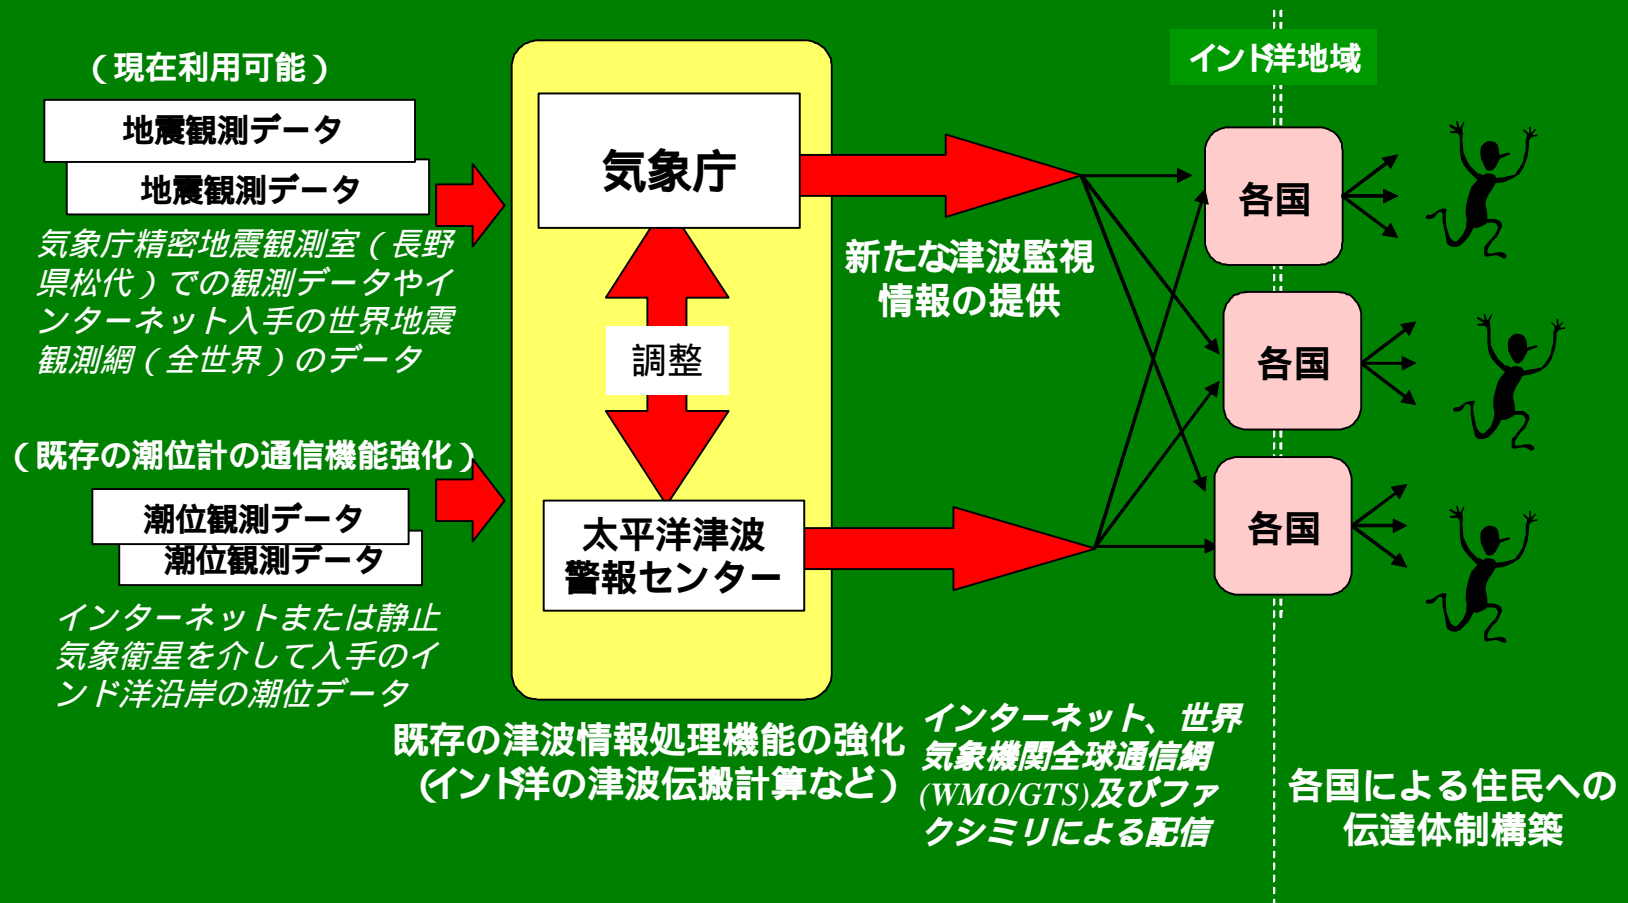 (現在利用可能)
地震観測データ
地震観測データ
気象庁精密地震観測室(長野
県松代)での観測データやイ
ンターネット入手の世界地震
観測網(全世界)のデータ
(既存の潮位計の通信機能強化)
潮位観測データ
潮位観測データ
インターネットまたは静止
気象衛星を介して入手のイ
ンド洋沿岸の潮位データ
気象庁
調整
太平洋津波
警報センター
既存の津波情報処理機能の強化
(インド洋の津波伝搬計算など)
新たな津波監視
情報の提供
インターネット、世界
気象機関全球通信網
(WMO/GTS)及びファ
クシミリによる配信
インド洋地域
各国
各国
各国
各国による住民への
伝達体制構築